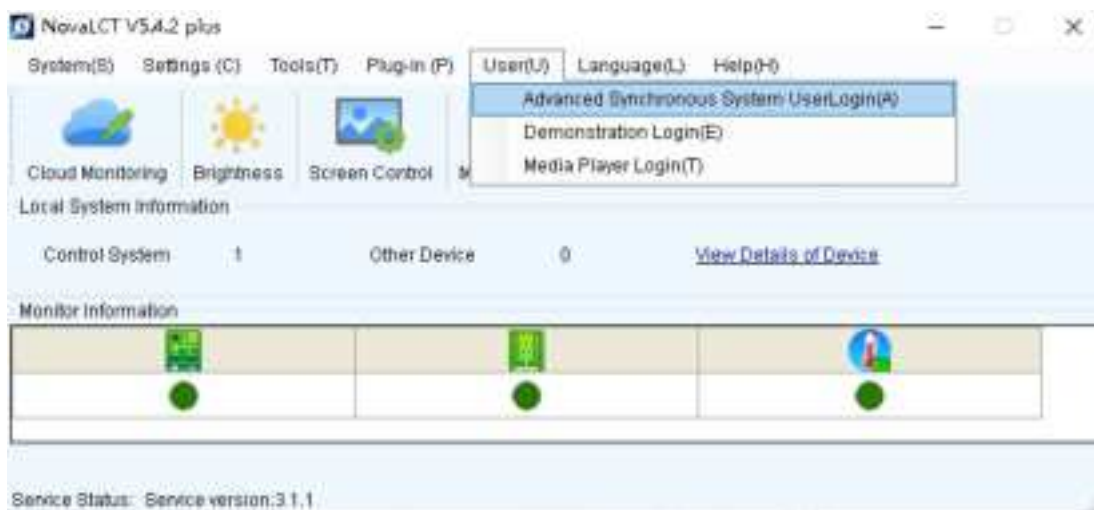 NovaLCT V5.4.2 plus
System(S) Settings (C) Tools(T) Plug-in (P) User(U) Language(L) Help(H)
Advanced Synchronous System UserLogin(A)
Demonstration Login(E)
Media Player Login(T)
Cloud Monitoring Brightness Screen Control M
Local System Information
Control System 1 Other Device 0 View Details of Device
Monitor Information
Service Status: Service version:3.1.1